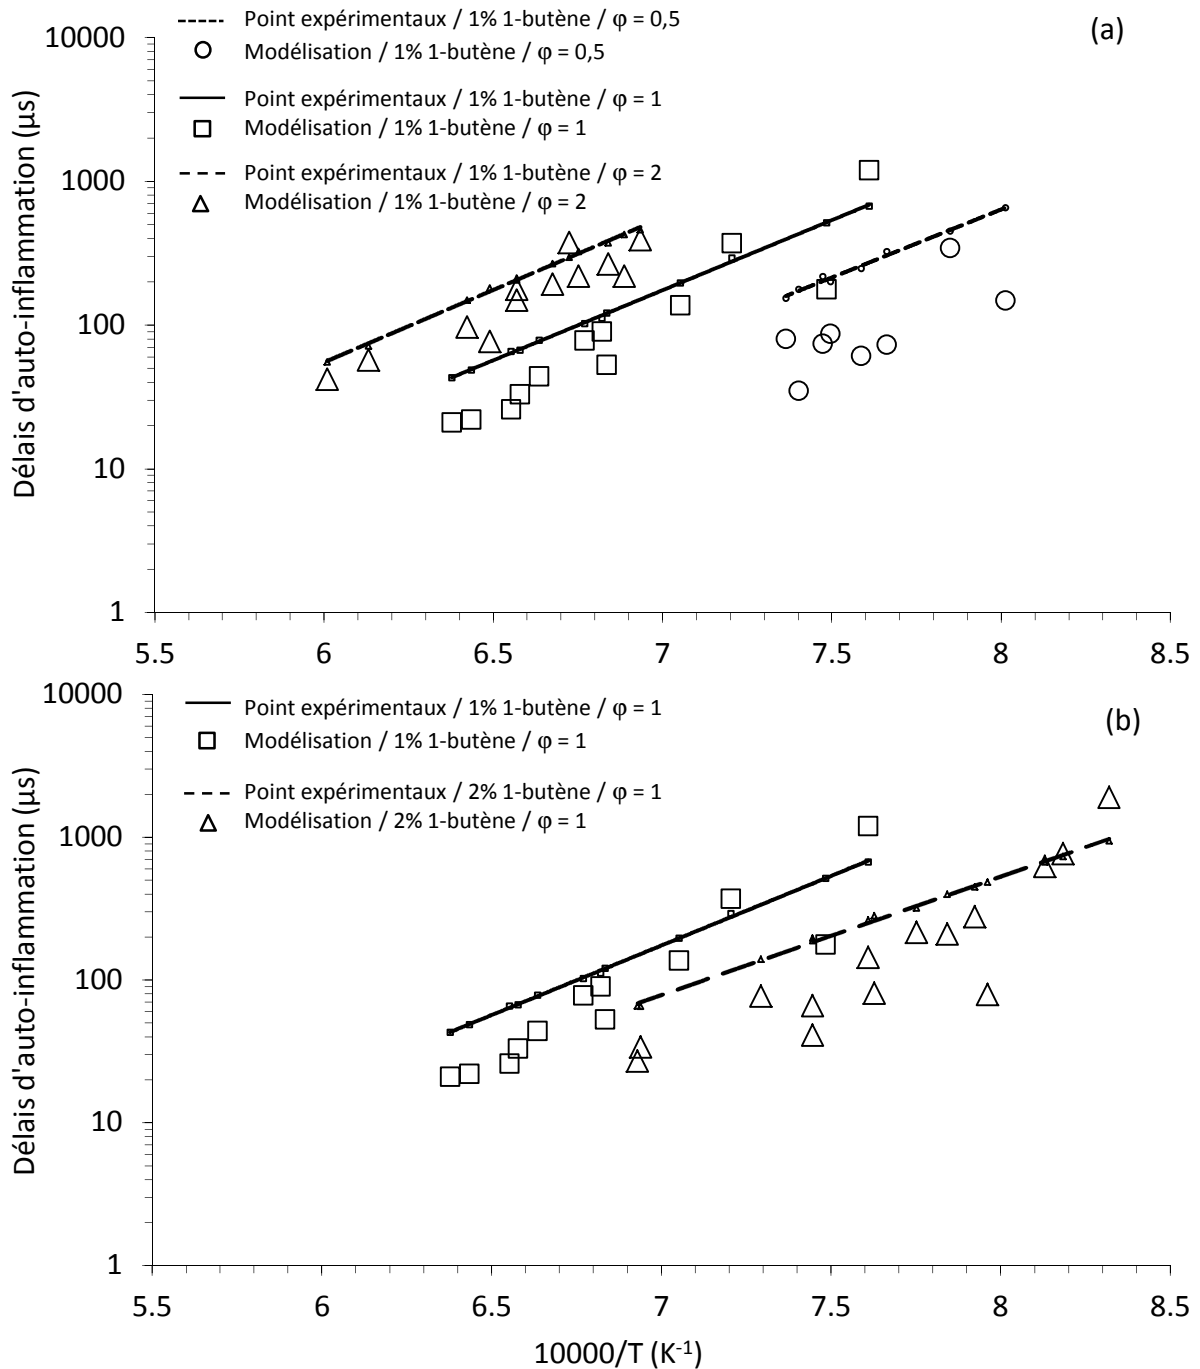 Point expérimentaux / 1% 1-butène / φ = 0,5
Modélisation / 1% 1-butène / φ = 0,5
Point expérimentaux / 1% 1-butène / φ = 1
Modélisation / 1% 1-butène / φ = 1
Point expérimentaux / 1% 1-butène / φ = 2
Modélisation / 1% 1-butène / φ = 2
(a)
Délais d'auto-inflammation (µs)
10000
1000
100
10
1
5.5 6 6.5 7 7.5 8 8.5
Point expérimentaux / 1% 1-butène / φ = 1
Modélisation / 1% 1-butène / φ = 1
Point expérimentaux / 2% 1-butène / φ = 1
Modélisation / 2% 1-butène / φ = 1
(b)
Délais d'auto-inflammation (µs)
10000
1000
100
10
1
5.5 6 6.5 7 7.5 8 8.5
10000/T (K⁻¹)